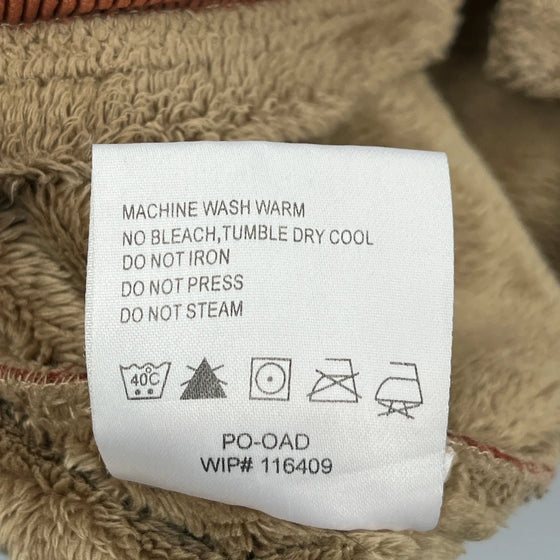 MACHINE WASH WARM
NO BLEACH,TUMBLE DRY COOL
DO NOT IRON
DO NOT PRESS
DO NOT STEAM
40C
PO-OAD
WIP# 116409